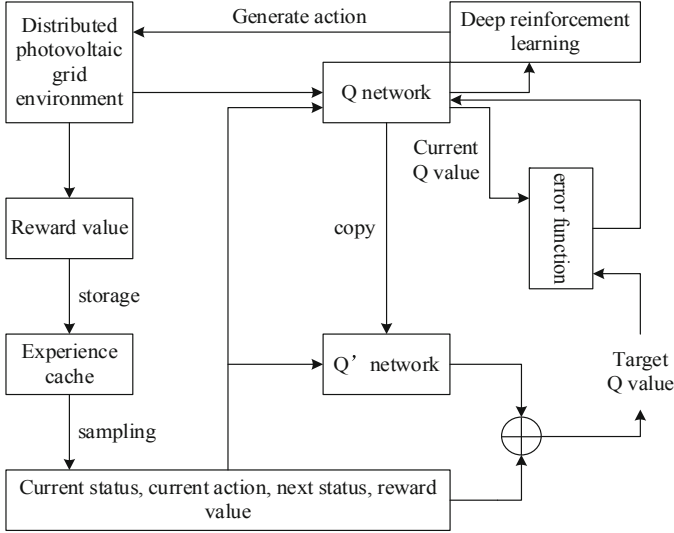 Distributed
photovoltaic
grid
environment
Generate action
Deep reinforcement
learning
Q network
Current
Q value
error function
Reward value
copy
storage
Experience
cache
Q’ network
Target
Q value
sampling
Current status, current action, next status, reward
value